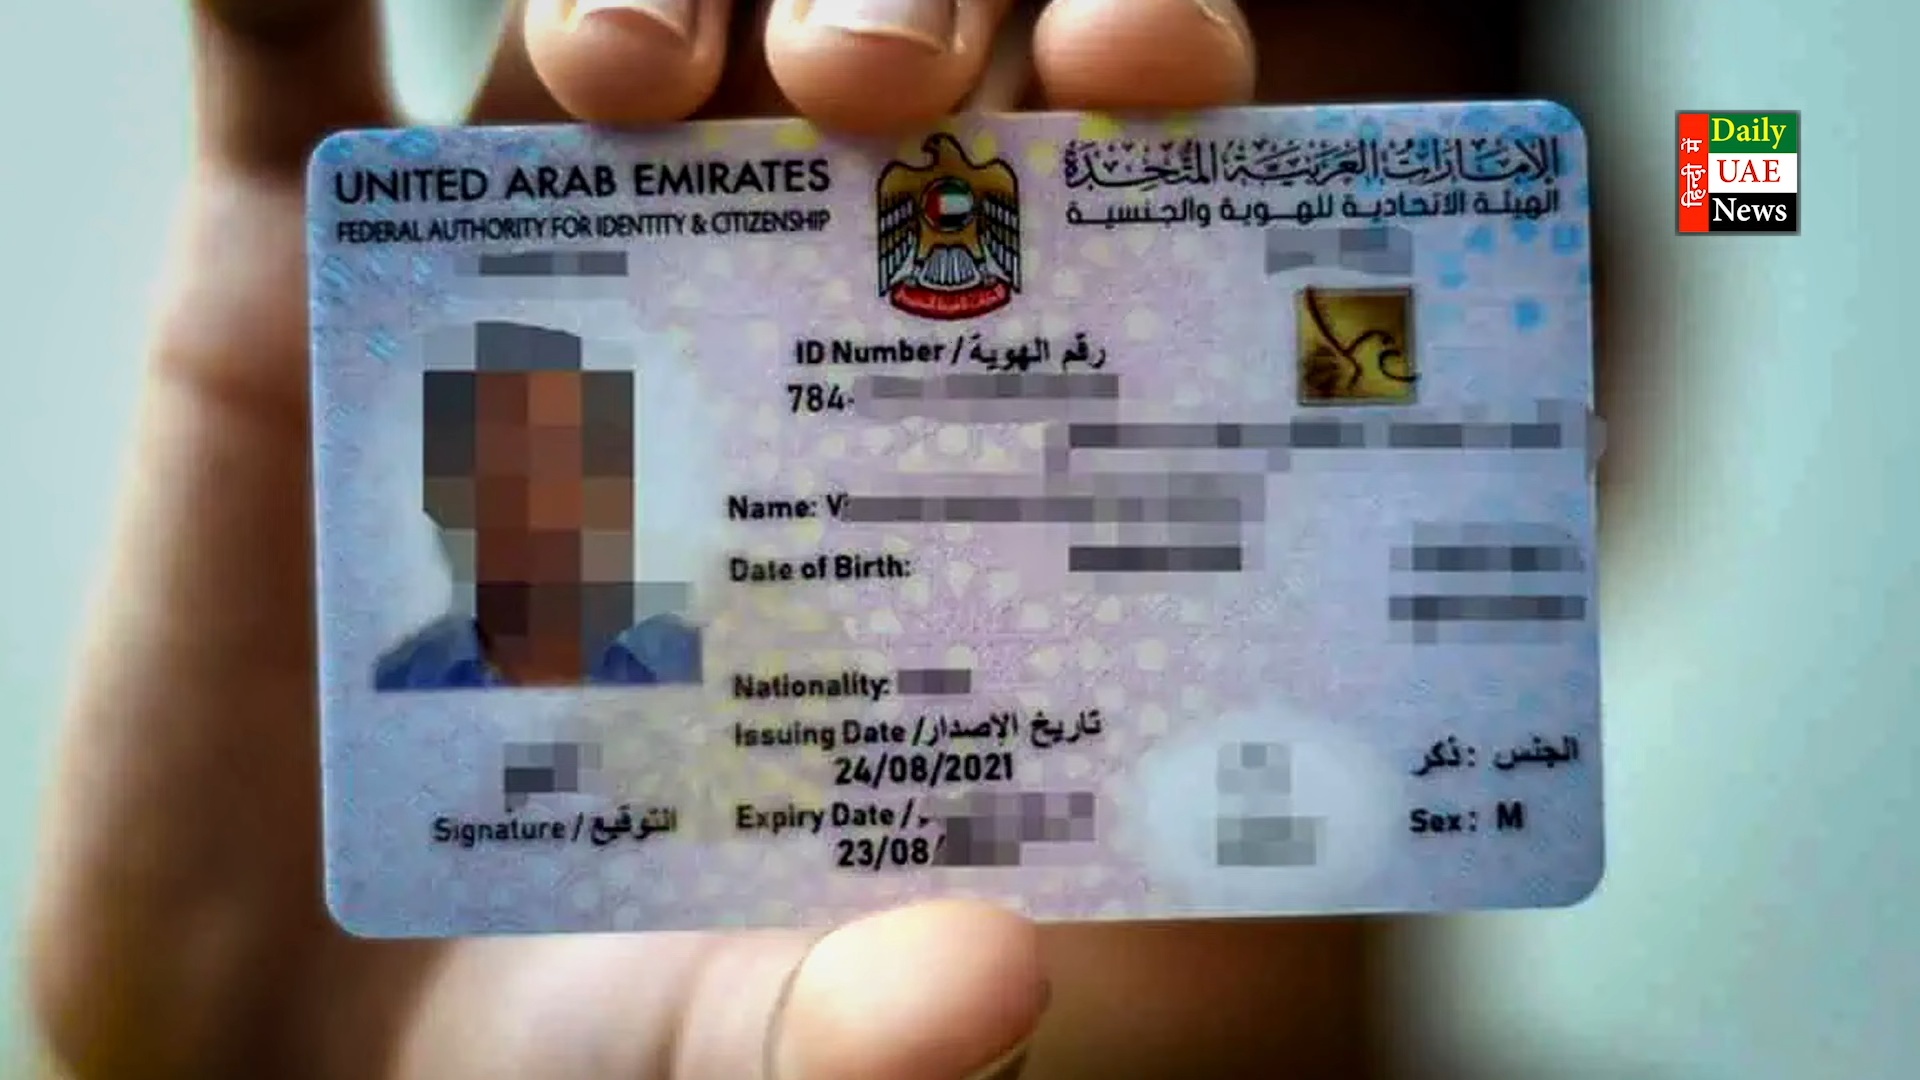 UNITED ARAB EMIRATES
FEDERAL AUTHORITY FOR IDENTITY & CITIZENSHIP
الإمارات العربية المتحدة
الهيئة الاتحادية للهوية والجنسية
हिंदी में
Daily
UAE
News
ID Number / رقم الهوية
784-
Name: V
Date of Birth:
Nationality:
Issuing Date / تاريخ الاصدار
24/08/2021
Expiry Date /
23/08/
Signature / التوقيع
الجنس : ذكر
Sex: M